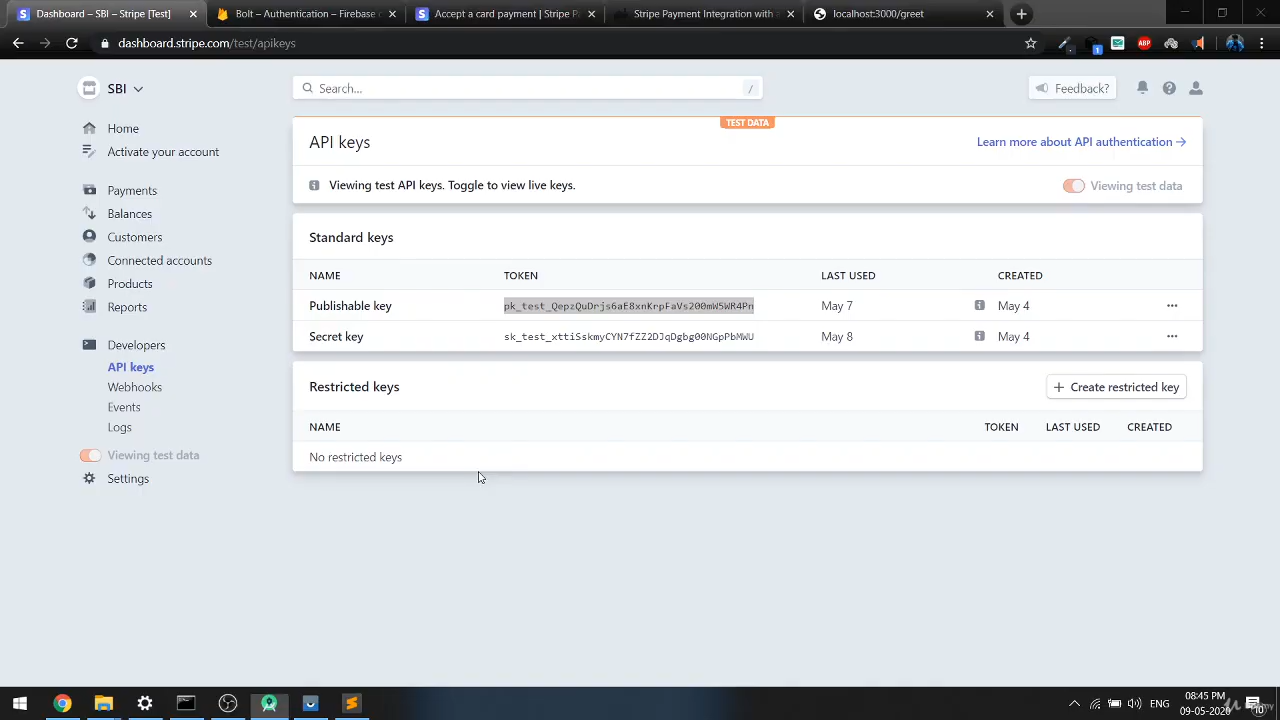 Dashboard – SBI – Stripe [Test]
Bolt – Authentication – Firebase c
Accept a card payment | Stripe P
Stripe Payment Integration with
localhost:3000/greet
dashboard.stripe.com/test/apikeys
ABP
1
SBI
Search...
/
Feedback?
Home
Activate your account
Payments
Balances
Customers
Connected accounts
Products
Reports
Developers
API keys
Webhooks
Events
Logs
Viewing test data
Settings
TEST DATA
API keys
Learn more about API authentication
Viewing test API keys. Toggle to view live keys.
Viewing test data
Standard keys
NAME TOKEN LAST USED CREATED
Publishable key pk_test_QepzQuDrjs6aE8xnKrpFaVs200mW5WR4Pn May 7 May 4
Secret key sk_test_xttiSskmyCYN7fZZ2DJqDgbg00NGpPbMWU May 8 May 4
Restricted keys
Create restricted key
NAME TOKEN LAST USED CREATED
No restricted keys
ENG
08:45 PM
09-05-2020